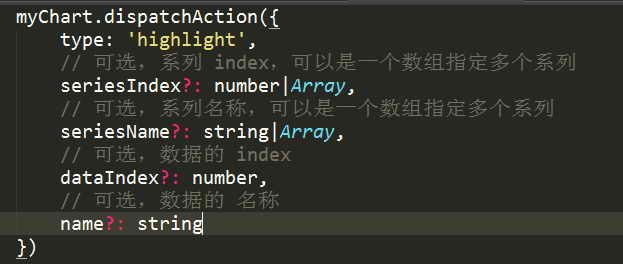 myChart.dispatchAction({
    type: 'highlight',
    // 可选，系列 index，可以是一个数组指定多个系列
    seriesIndex?: number|Array,
    // 可选，系列名称，可以是一个数组指定多个系列
    seriesName?: string|Array,
    // 可选，数据的 index
    dataIndex?: number,
    // 可选，数据的 名称
    name?: string
})